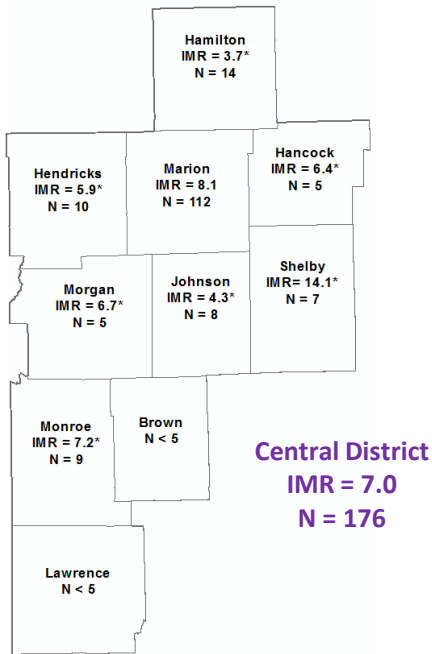 Hamilton
IMR = 3.7*
N = 14
Hendricks
IMR = 5.9*
N = 10
Marion
IMR = 8.1
N = 112
Hancock
IMR = 6.4*
N = 5
Morgan
IMR = 6.7*
N = 5
Johnson
IMR = 4.3*
N = 8
Shelby
IMR= 14.1*
N = 7
Monroe
IMR = 7.2*
N = 9
Brown
N < 5
Central District
IMR = 7.0
N = 176
Lawrence
N < 5